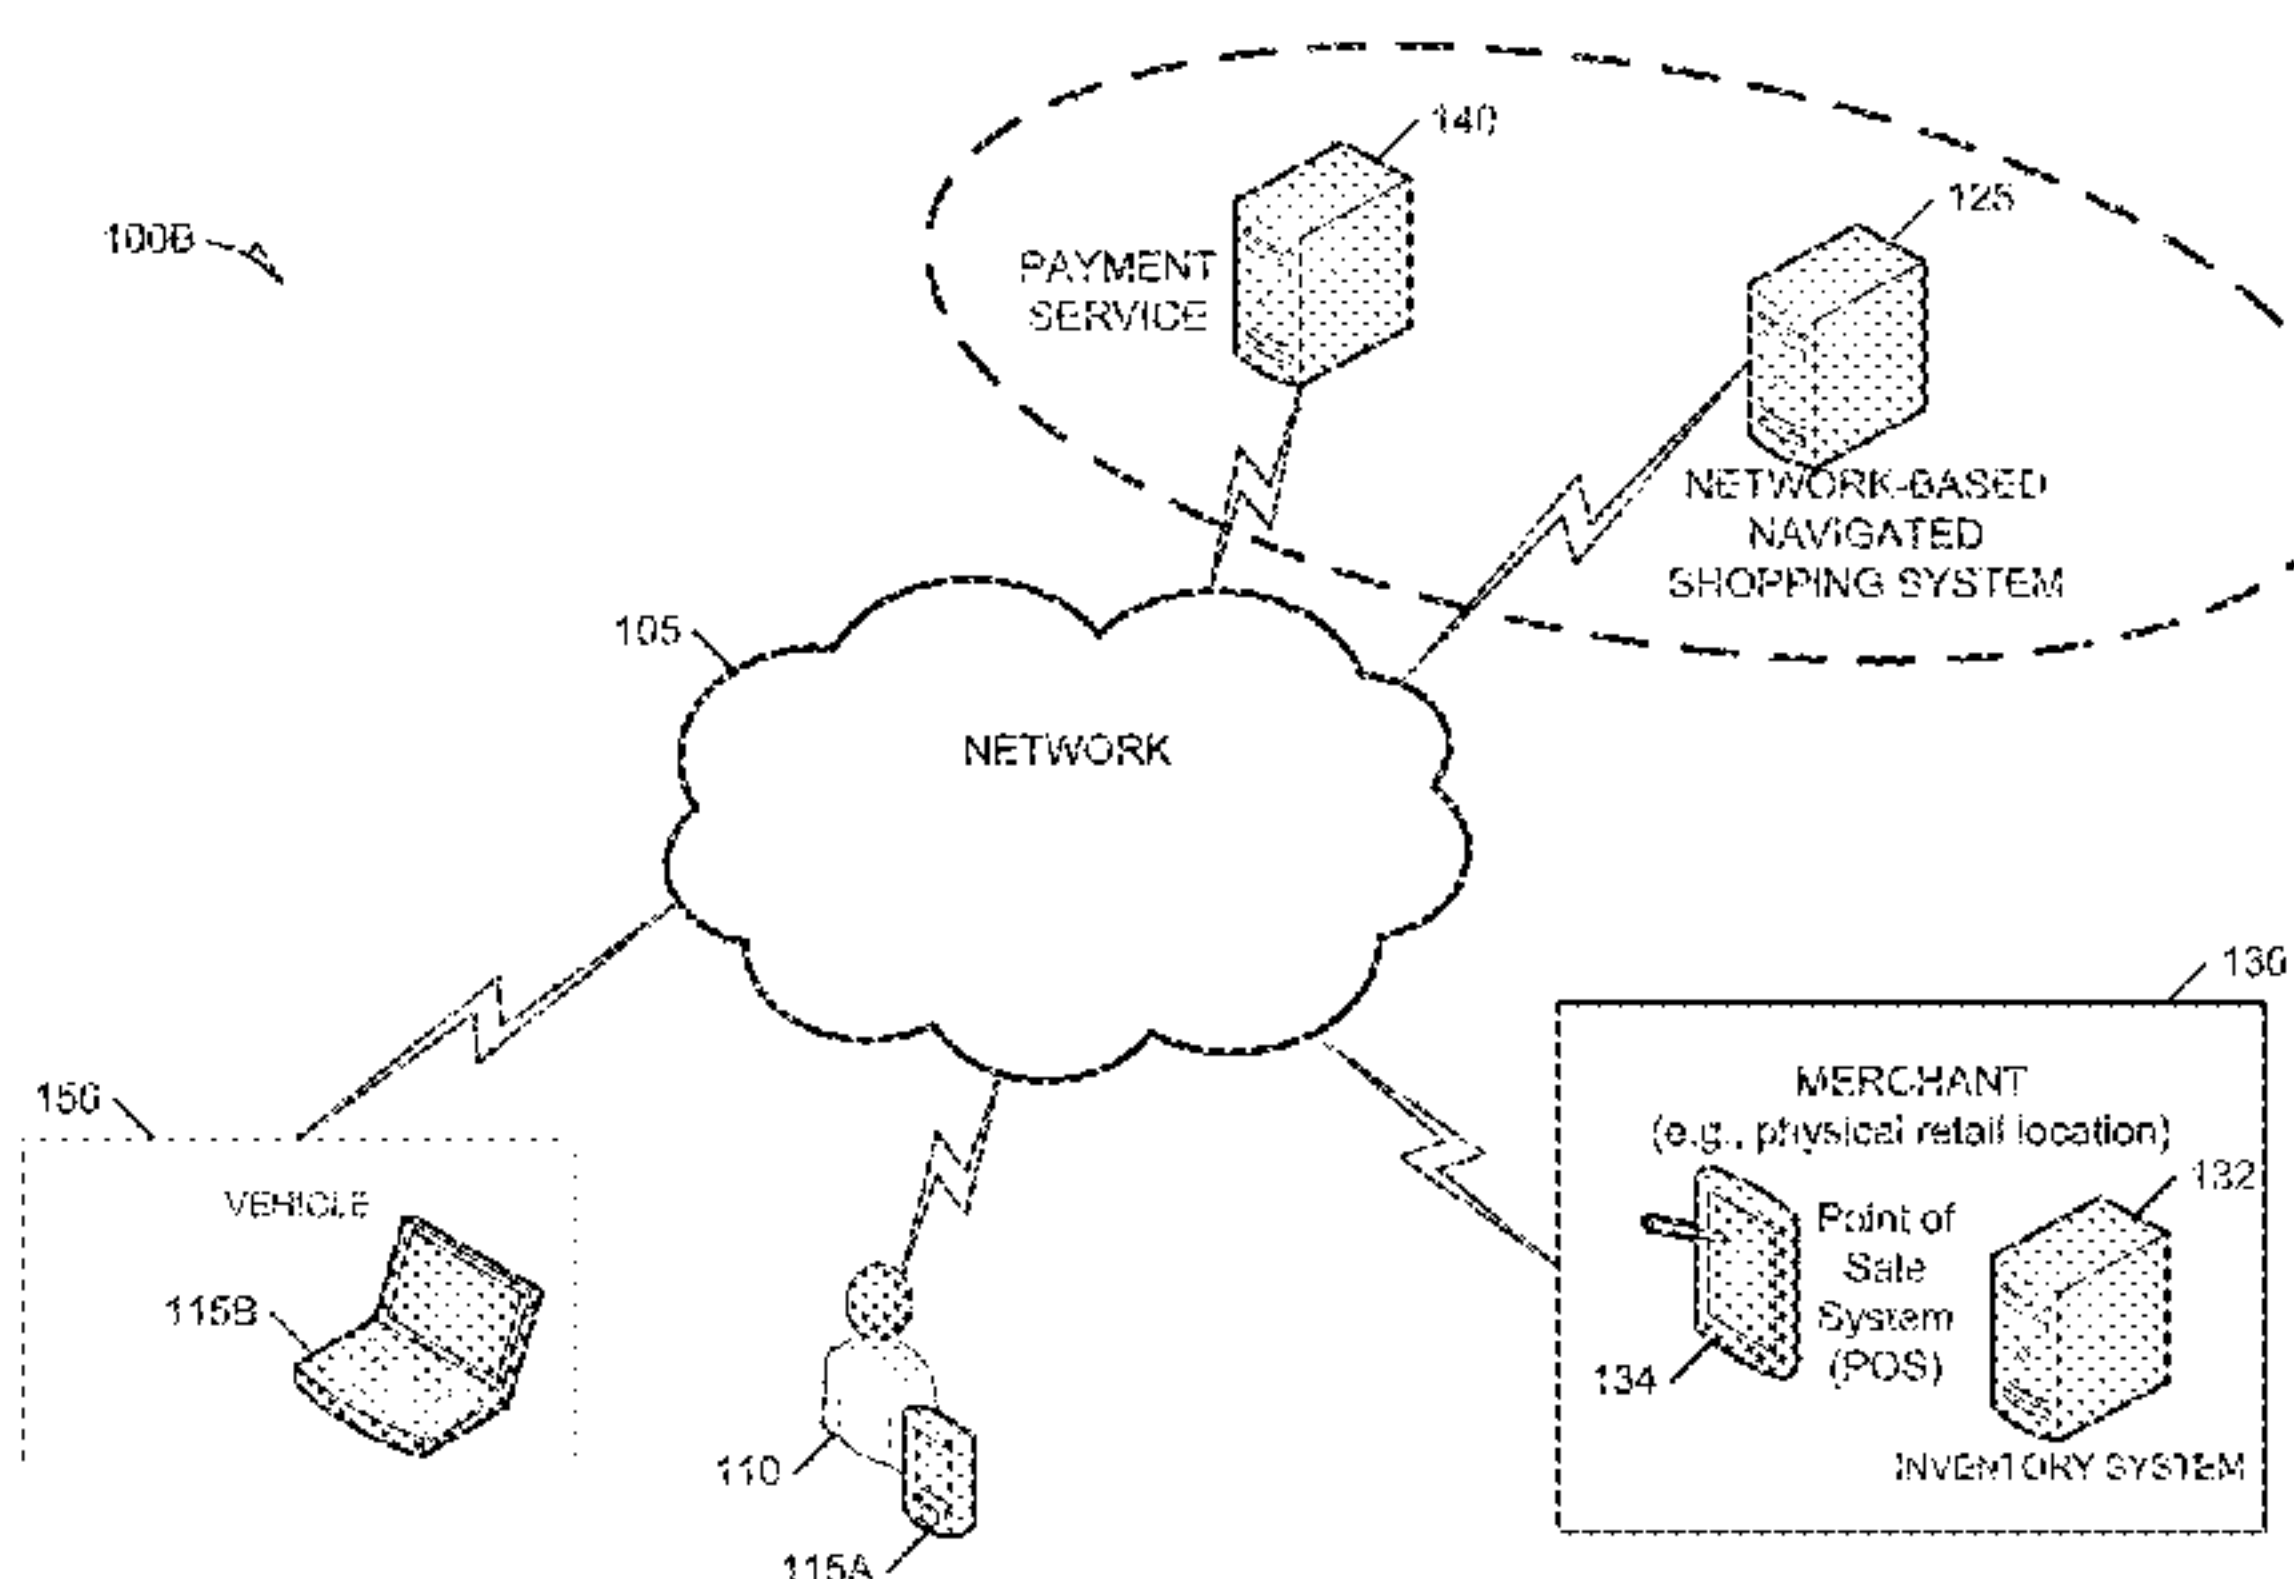 140
125
100B
PAYMENT
SERVICE
NETWORK-BASED
NAVIGATED
SHOPPING SYSTEM
105
NETWORK
130
MERCHANT
(e.g., physical retail location)
150
132
VEHICLE
Point of
Sale
System
(POS)
115B
134
INVENTORY SYSTEM
110
115A